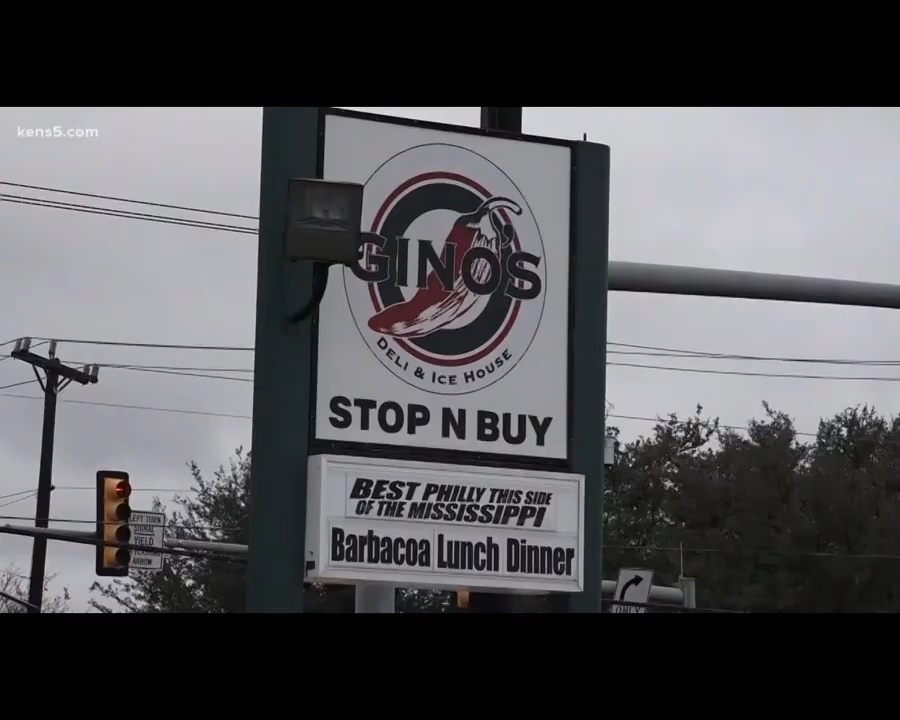 kens5.com
GINO'S
DELI & ICE HOUSE
STOP N BUY
BEST PHILLY THIS SIDE
OF THE MISSISSIPPI
Barbacoa Lunch Dinner
LEFT TURN
SIGNAL
YIELD
ARROW
ONLY